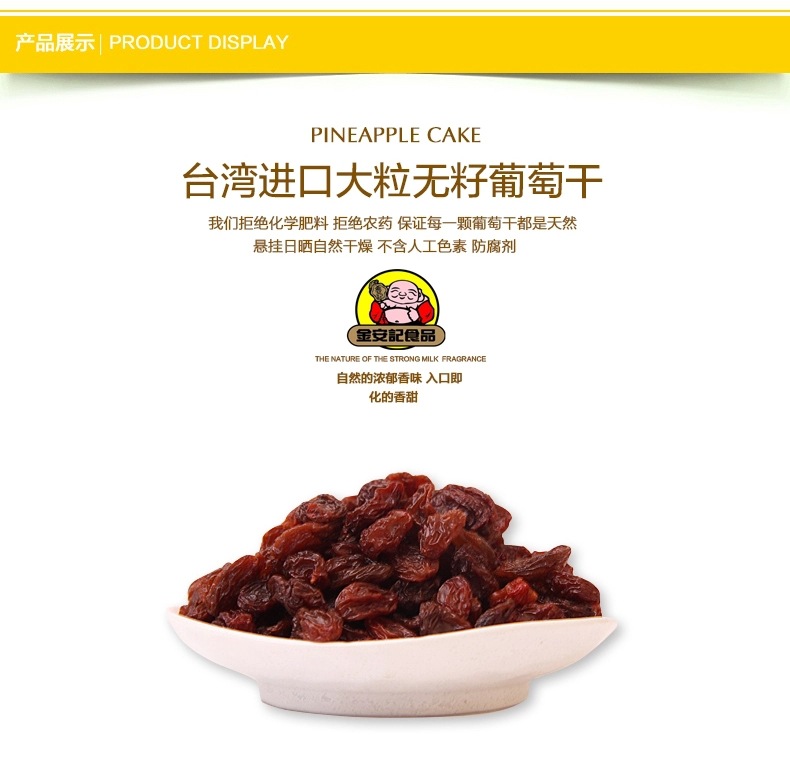 产品展示 | PRODUCT DISPLAY
PINEAPPLE CAKE
台湾进口大粒无籽葡萄干
我们拒绝化学肥料 拒绝农药 保证每一颗葡萄干都是天然
悬挂日晒自然干燥 不含人工色素 防腐剂
金安記食品
THE NATURE OF THE STRONG MILK FRAGRANCE
自然的浓郁香味 入口即
化的香甜